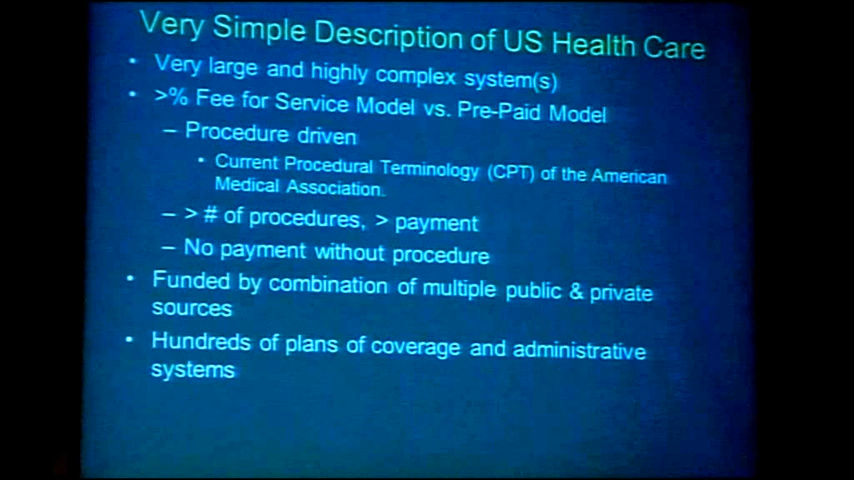 Very Simple Description of US Health Care
• Very large and highly complex system(s)
• >% Fee for Service Model vs. Pre-Paid Model
– Procedure driven
• Current Procedural Terminology (CPT) of the American
Medical Association.
– > # of procedures, > payment
– No payment without procedure
• Funded by combination of multiple public & private
sources
• Hundreds of plans of coverage and administrative
systems